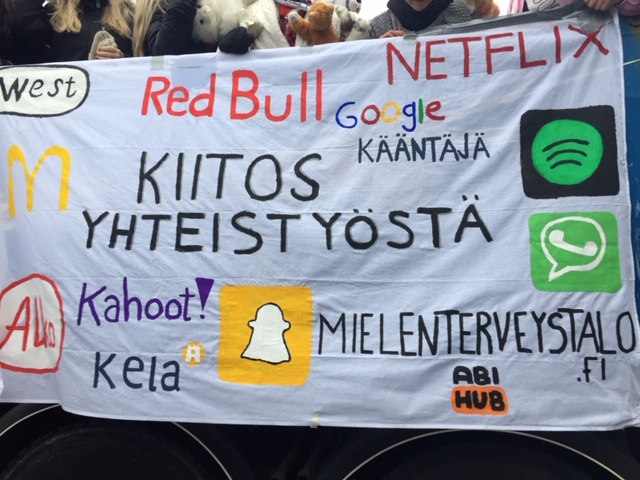 West
Red Bull
NETFLIX
Google
KÄÄNTÄJÄ
M
KIITOS
YHTEISTYÖSTÄ
Alko
Kahoot!
Kela
MIELENTERVEYSTALO
.FI
ABI
HUB